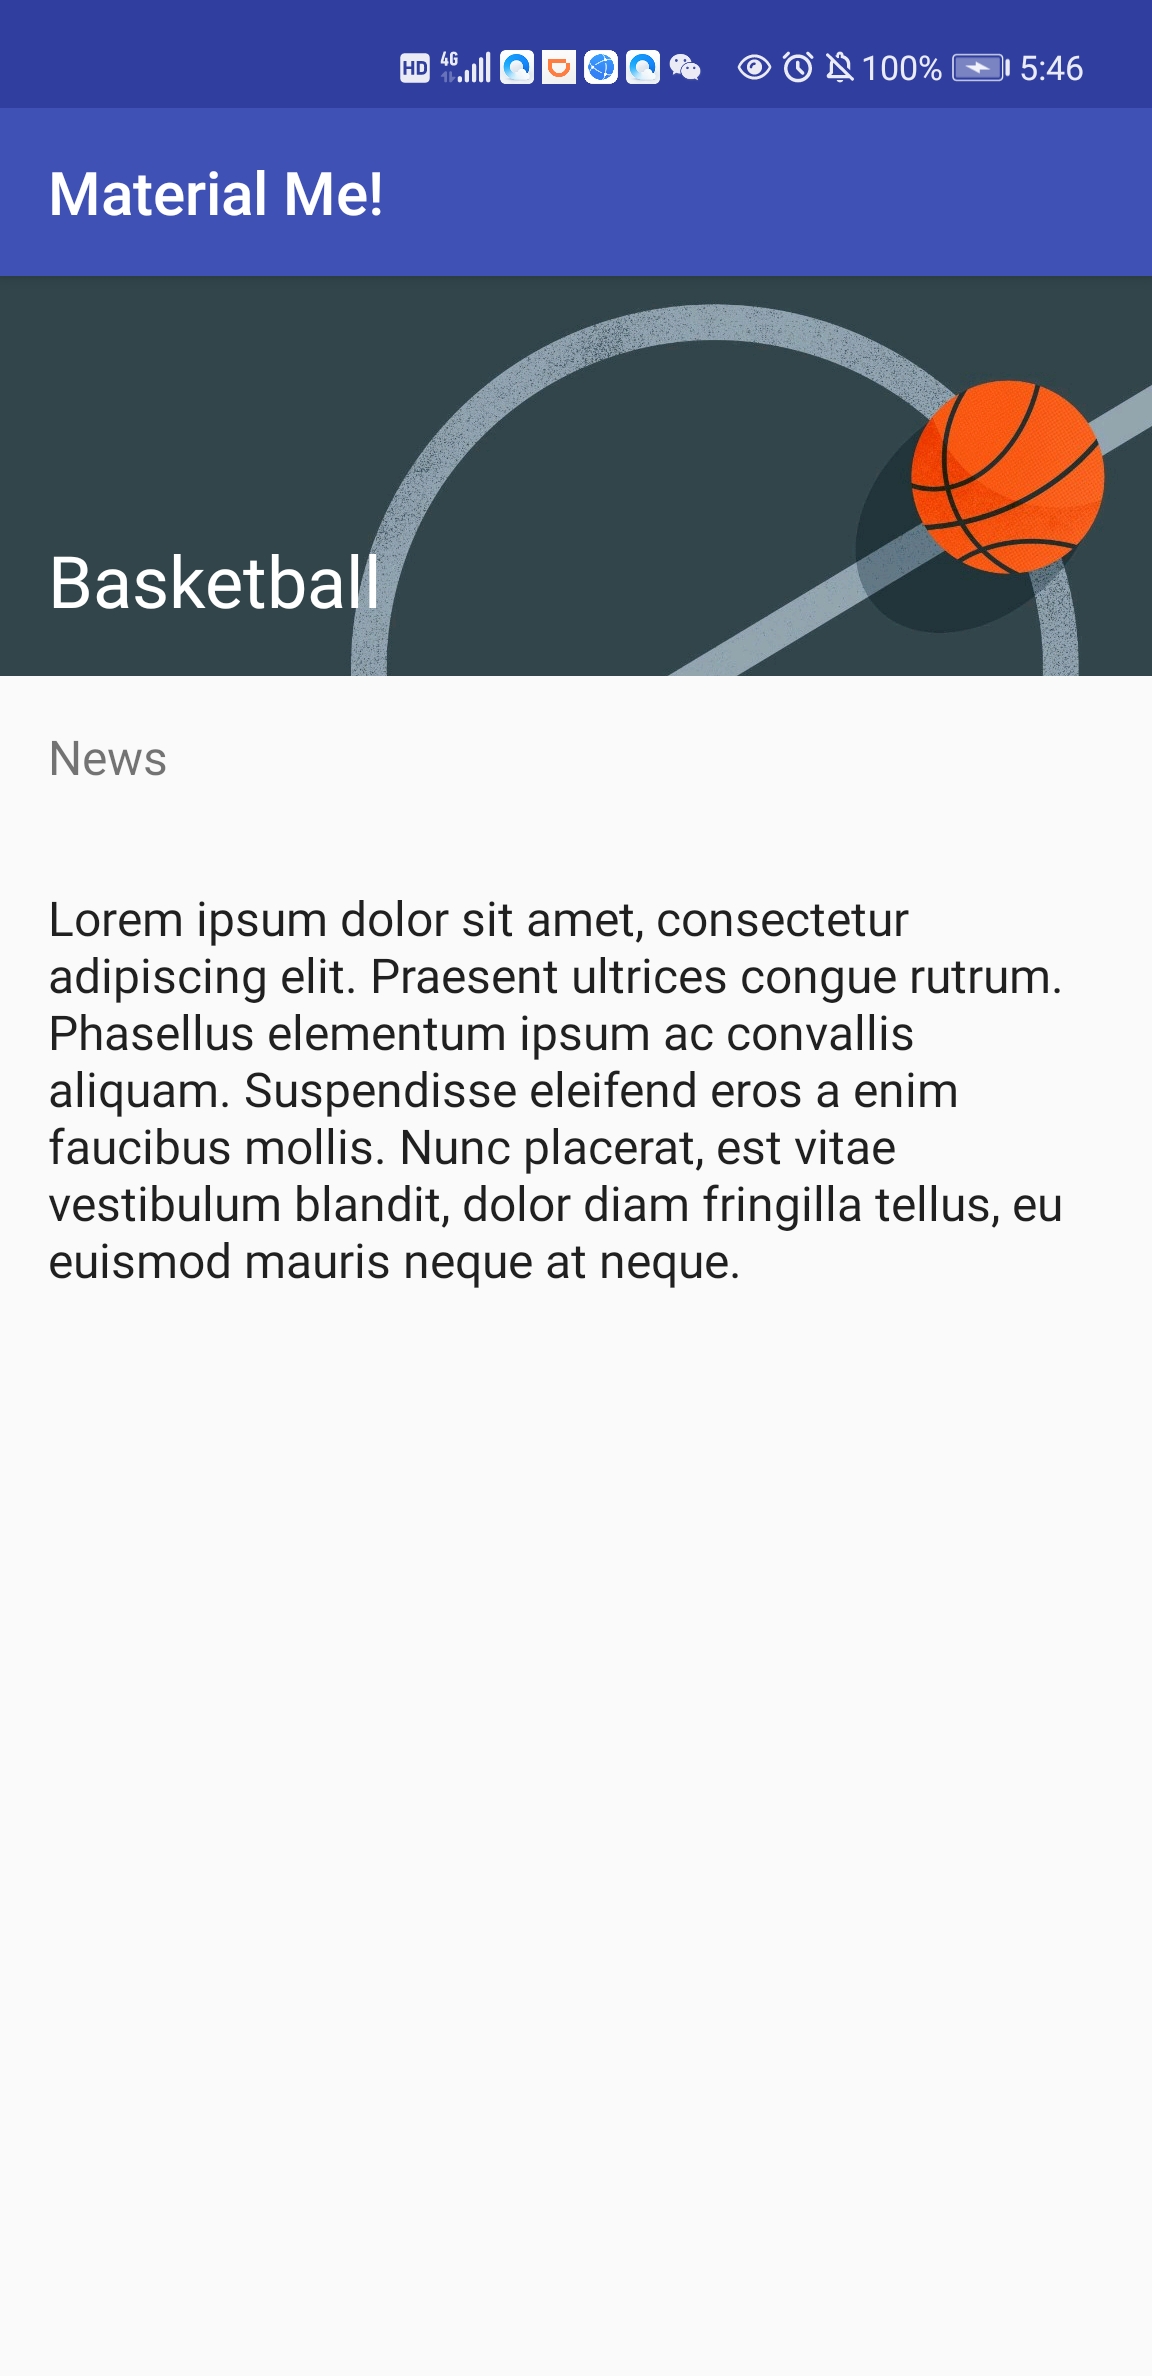 HD 4G 100% 5:46
Material Me!
Basketball
News
Lorem ipsum dolor sit amet, consectetur
adipiscing elit. Praesent ultrices congue rutrum.
Phasellus elementum ipsum ac convallis
aliquam. Suspendisse eleifend eros a enim
faucibus mollis. Nunc placerat, est vitae
vestibulum blandit, dolor diam fringilla tellus, eu
euismod mauris neque at neque.